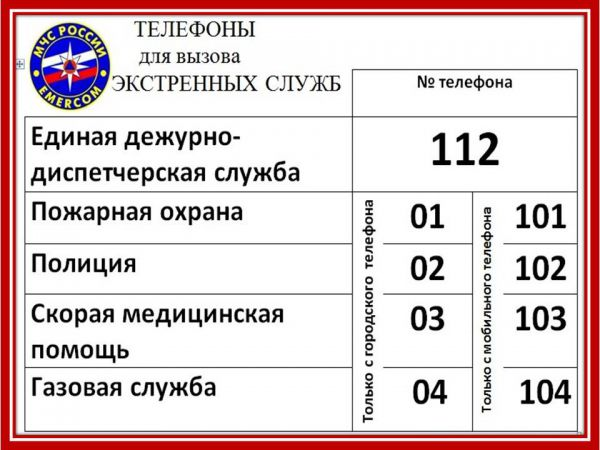 МЧС РОССИИ
EMERCOM
ТЕЛЕФОНЫ
для вызова
ЭКСТРЕННЫХ СЛУЖБ
№ телефона
Единая дежурно-
диспетчерская служба
112
Только с городского телефона
Только с мобильного телефона
Пожарная охрана 01 101
Полиция 02 102
Скорая медицинская
помощь 03 103
Газовая служба 04 104